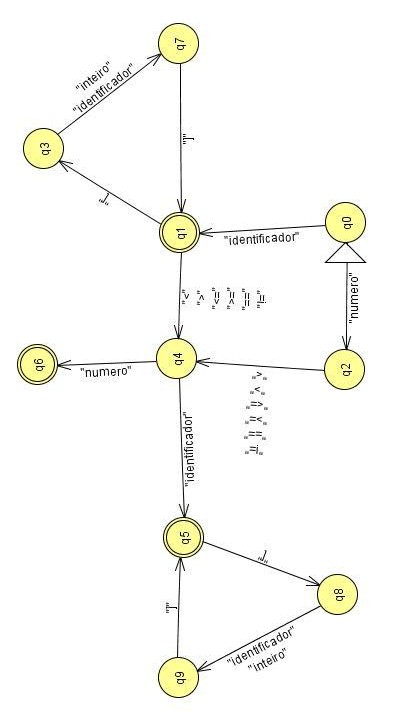 q7
"inteiro"
"identificador"
q3
"]"
"["
q1
"identificador"
q0
"<"
">"
"<="
">="
"=="
"!="
"numero"
q6
"numero"
q4
q2
"<"
">"
"<="
">="
"=="
"!="
"identificador"
q5
"["
q8
"]"
"identificador"
"inteiro"
q9